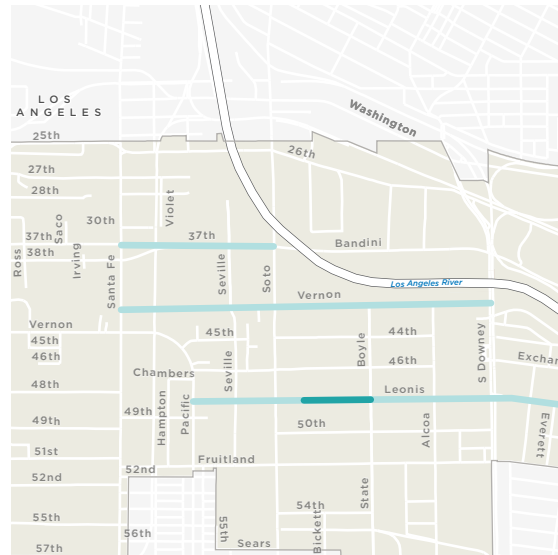 LOS
ANGELES
Washington
25th
26th
27th
28th
Violet
30th
Saco
37th
37th
Bandini
38th
Ross
Irving
Santa Fe
Seville
Soto
Los Angeles River
Vernon
Vernon
45th
44th
45th
Boyle
S Downey
46th
46th
Exchan
Chambers
Seville
48th
Leonis
Hampton
Pacific
49th
49th
50th
Alcoa
Everett
51st
Fruitland
52nd
52nd
State
54th
55th
55th
56th
Bickett
Sears
57th